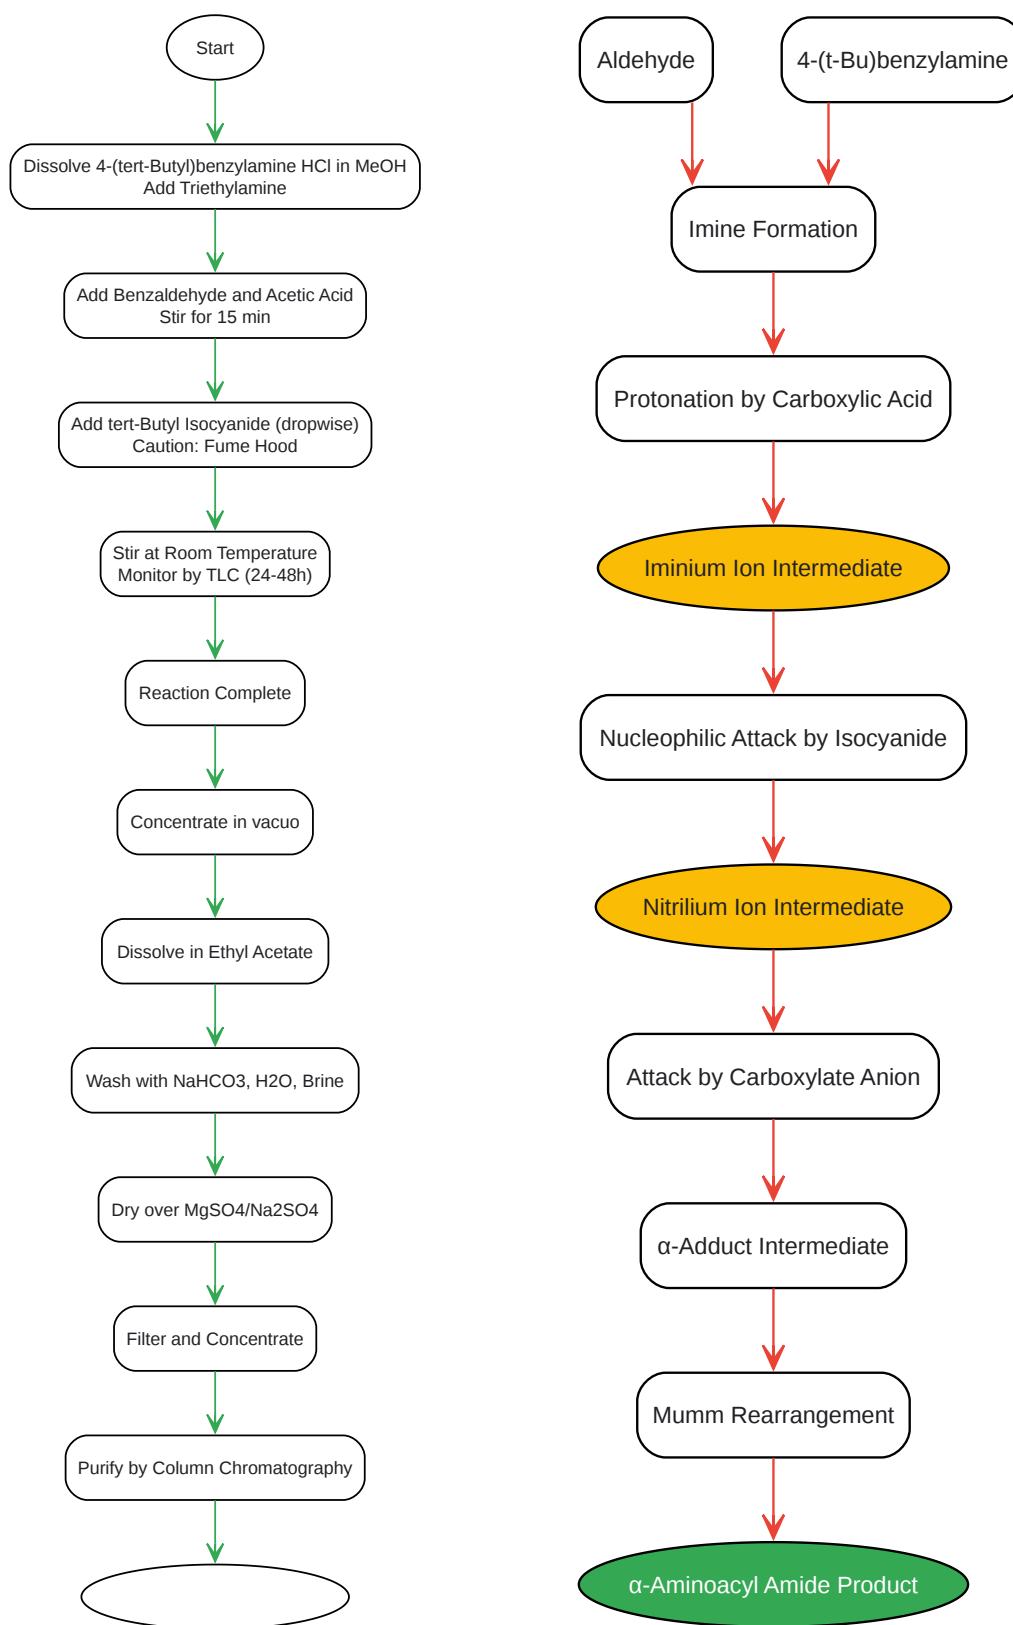 Start
Dissolve 4-(tert-Butyl)benzylamine HCl in MeOH
Add Triethylamine
Add Benzaldehyde and Acetic Acid
Stir for 15 min
Add tert-Butyl Isocyanide (dropwise)
Caution: Fume Hood
Stir at Room Temperature
Monitor by TLC (24-48h)
Reaction Complete
Concentrate in vacuo
Dissolve in Ethyl Acetate
Wash with NaHCO3, H2O, Brine
Dry over MgSO4/Na2SO4
Filter and Concentrate
Purify by Column Chromatography
Aldehyde
4-(t-Bu)benzylamine
Imine Formation
Protonation by Carboxylic Acid
Iminium Ion Intermediate
Nucleophilic Attack by Isocyanide
Nitrilium Ion Intermediate
Attack by Carboxylate Anion
α-Adduct Intermediate
Mumm Rearrangement
α-Aminoacyl Amide Product